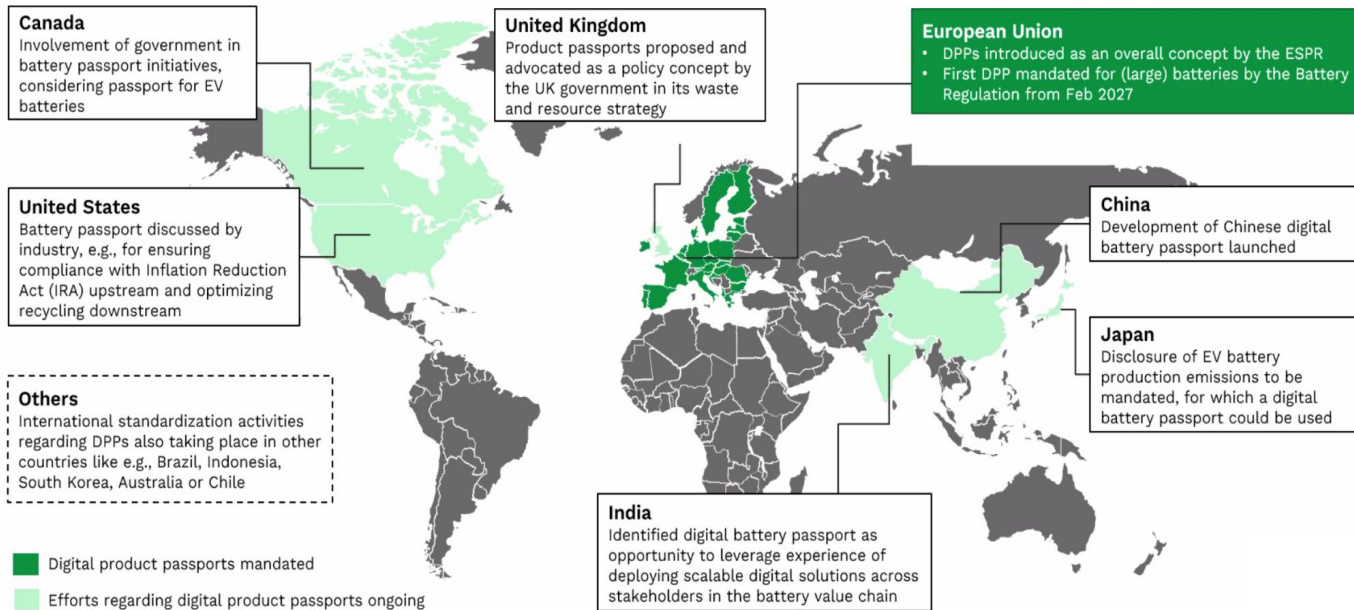 Canada
Involvement of government in
battery passport initiatives,
considering passport for EV
batteries
United Kingdom
Product passports proposed and
advocated as a policy concept by
the UK government in its waste
and resource strategy
European Union
• DPPs introduced as an overall concept by the ESPR
• First DPP mandated for (large) batteries by the Battery
Regulation from Feb 2027
United States
Battery passport discussed by
industry, e.g., for ensuring
compliance with Inflation Reduction
Act (IRA) upstream and optimizing
recycling downstream
China
Development of Chinese digital
battery passport launched
Japan
Disclosure of EV battery
production emissions to be
mandated, for which a digital
battery passport could be used
Others
International standardization activities
regarding DPPs also taking place in other
countries like e.g., Brazil, Indonesia,
South Korea, Australia or Chile
India
Identified digital battery passport as
opportunity to leverage experience of
deploying scalable digital solutions across
stakeholders in the battery value chain
Digital product passports mandated
Efforts regarding digital product passports ongoing